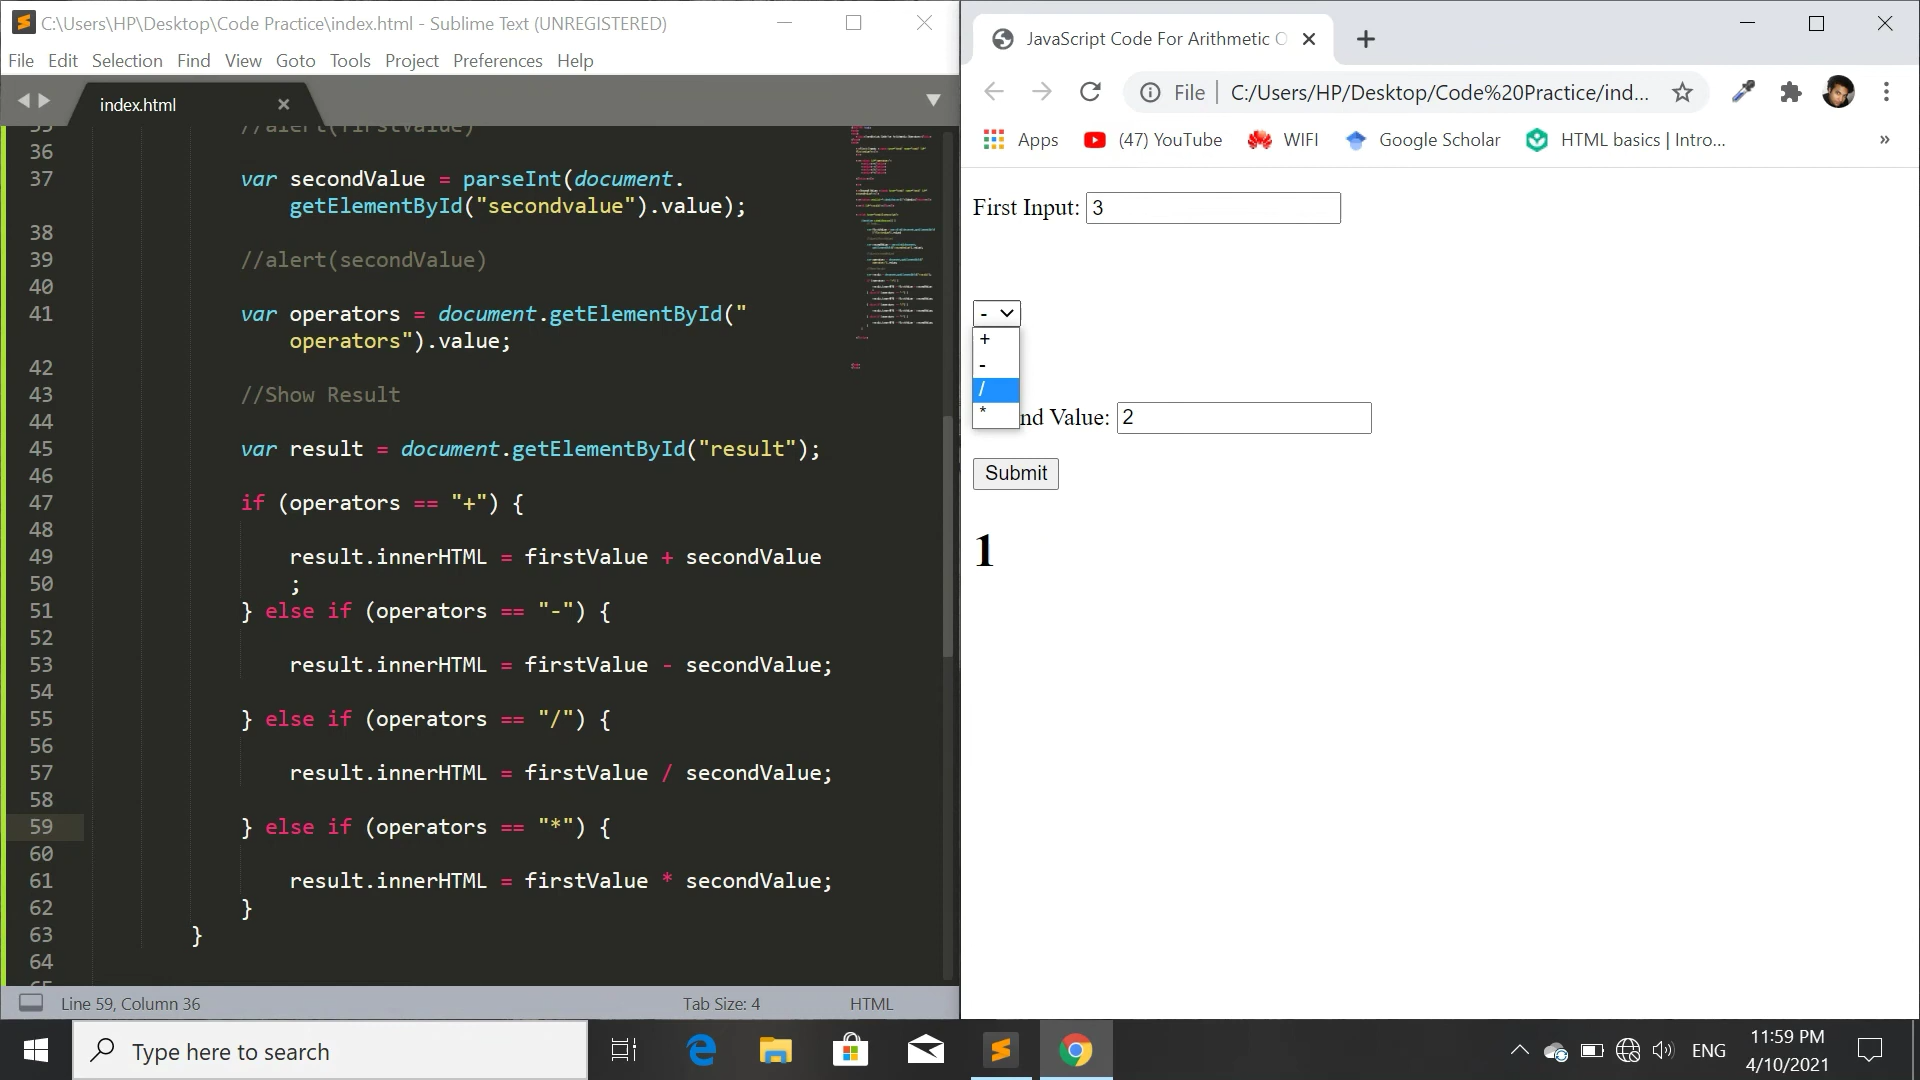 C:\Users\HP\Desktop\Code Practice\index.html - Sublime Text (UNREGISTERED)
File Edit Selection Find View Goto Tools Project Preferences Help
index.html
35 //alert(firstValue)
36
37 var secondValue = parseInt(document.
getElementById("secondvalue").value);
38
39 //alert(secondValue)
40
41 var operators = document.getElementById("
operators").value;
42
43 //Show Result
44
45 var result = document.getElementById("result");
46
47 if (operators == "+") {
48
49 result.innerHTML = firstValue + secondValue
50 ;
51 } else if (operators == "-") {
52
53 result.innerHTML = firstValue - secondValue;
54
55 } else if (operators == "/") {
56
57 result.innerHTML = firstValue / secondValue;
58
59 } else if (operators == "*") {
60
61 result.innerHTML = firstValue * secondValue;
62 }
63 }
64
65
Line 59, Column 36 Tab Size: 4 HTML
JavaScript Code For Arithmetic O
File C:/Users/HP/Desktop/Code%20Practice/ind...
Apps (47) YouTube WIFI Google Scholar HTML basics | Intro... »
First Input: 3
-
+
-
/
*
nd Value: 2
Submit
1
Type here to search
ENG
11:59 PM
4/10/2021